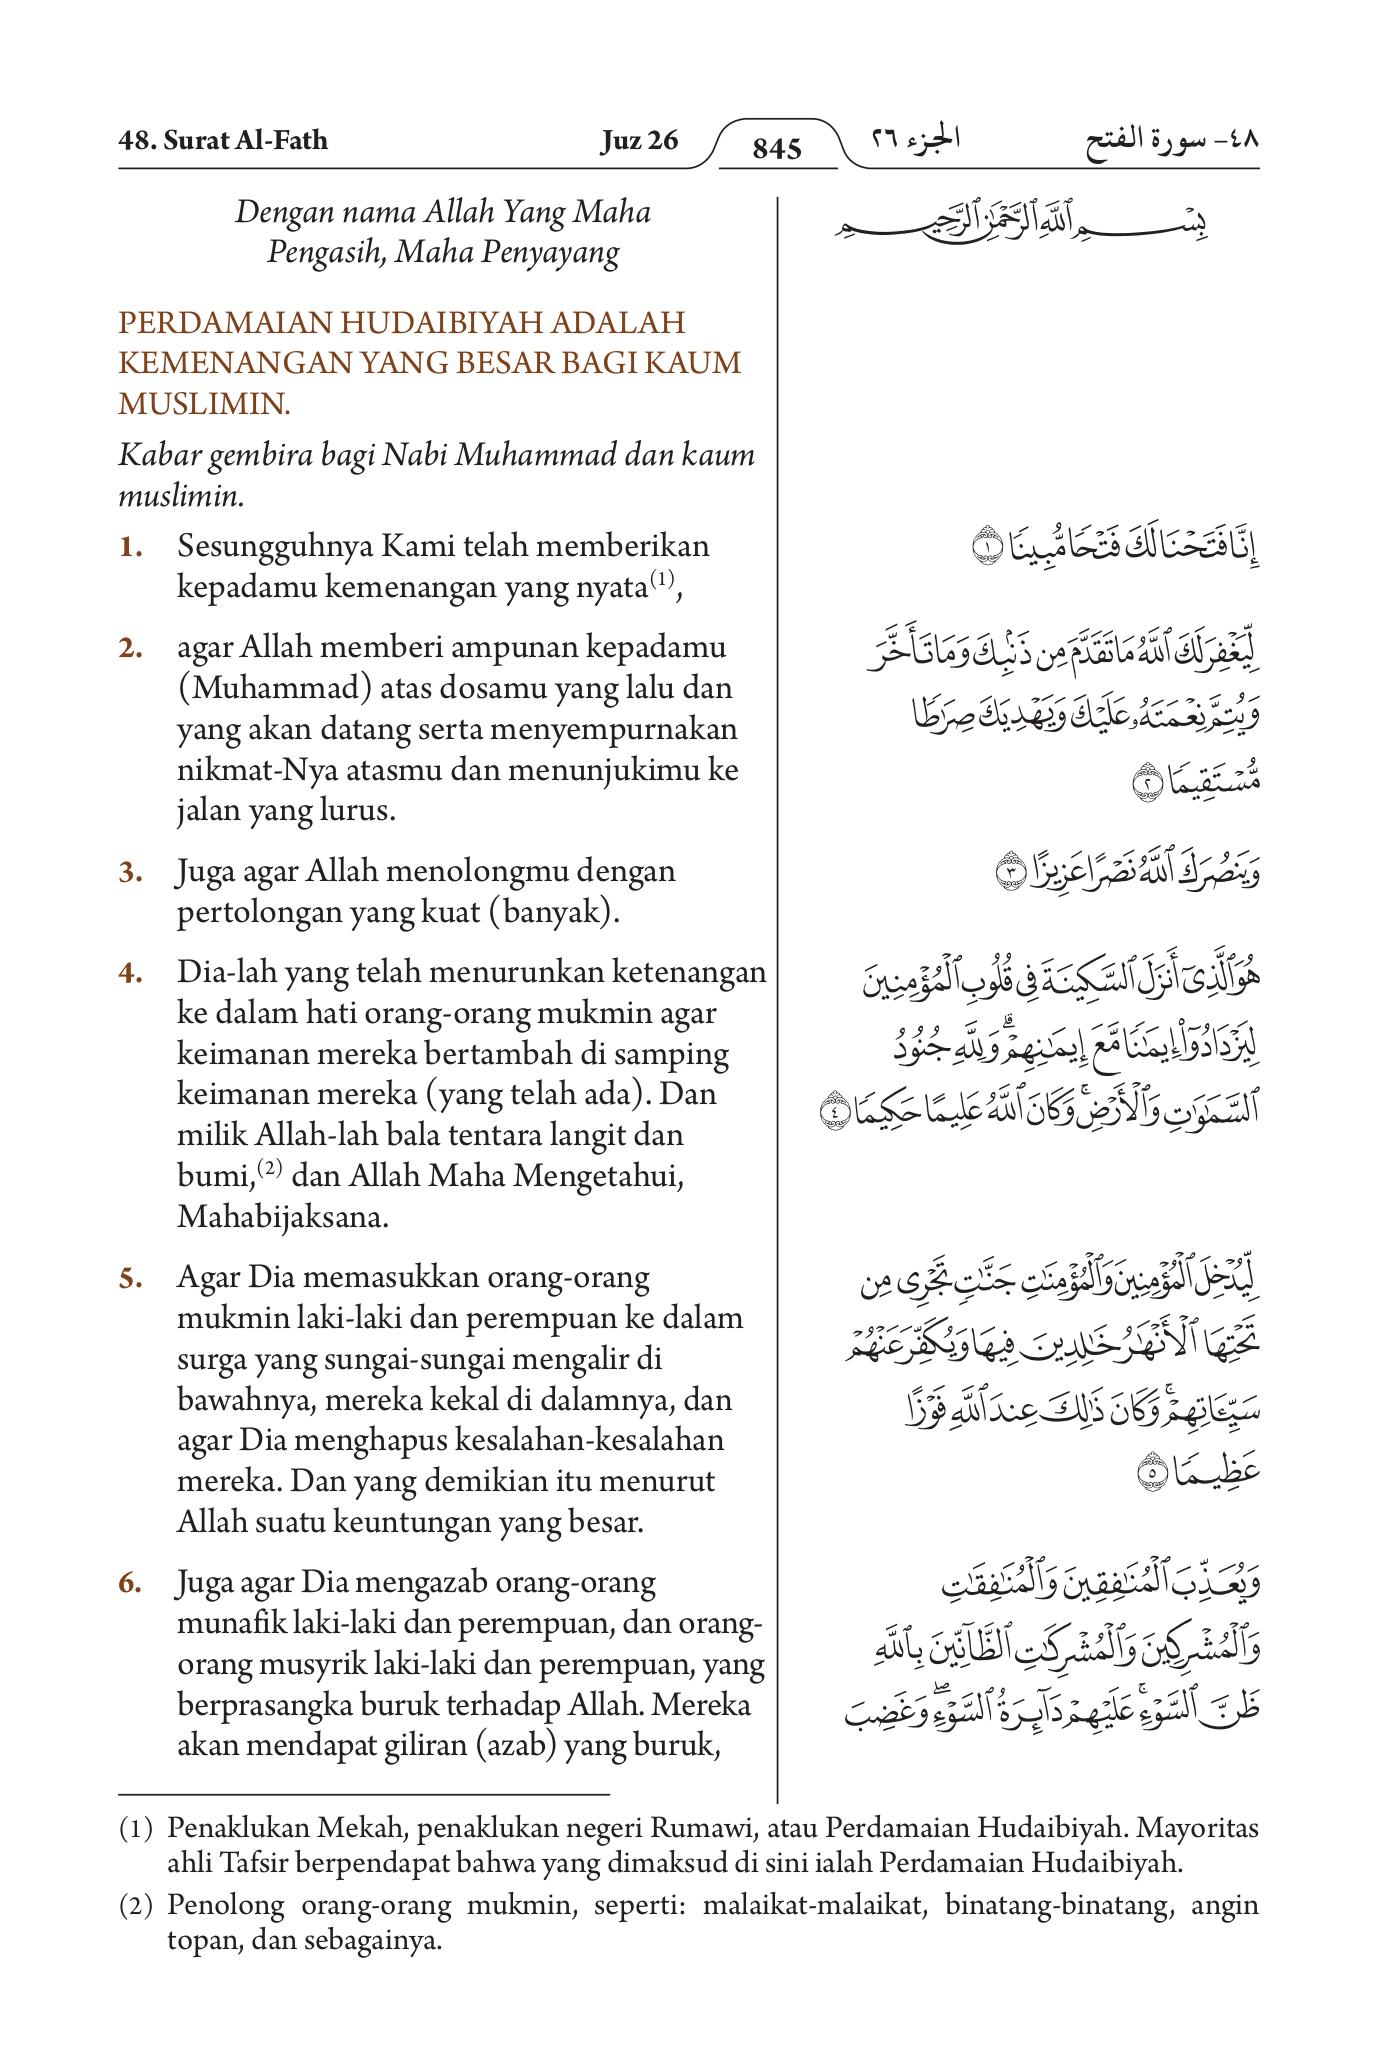 48. Surat Al-Fath Juz 26 845 الجزء ٢٦ ٤٨- سورة الفتح
Dengan nama Allah Yang Maha
Pengasih, Maha Penyayang
PERDAMAIAN HUDAIBIYAH ADALAH
KEMENANGAN YANG BESAR BAGI KAUM
MUSLIMIN.
Kabar gembira bagi Nabi Muhammad dan kaum
muslimin.
1. Sesungguhnya Kami telah memberikan
kepadamu kemenangan yang nyata(1),
2. agar Allah memberi ampunan kepadamu
(Muhammad) atas dosamu yang lalu dan
yang akan datang serta menyempurnakan
nikmat-Nya atasmu dan menunjukimu ke
jalan yang lurus.
3. Juga agar Allah menolongmu dengan
pertolongan yang kuat (banyak).
4. Dia-lah yang telah menurunkan ketenangan
ke dalam hati orang-orang mukmin agar
keimanan mereka bertambah di samping
keimanan mereka (yang telah ada). Dan
milik Allah-lah bala tentara langit dan
bumi,(2) dan Allah Maha Mengetahui,
Mahabijaksana.
5. Agar Dia memasukkan orang-orang
mukmin laki-laki dan perempuan ke dalam
surga yang sungai-sungai mengalir di
bawahnya, mereka kekal di dalamnya, dan
agar Dia menghapus kesalahan-kesalahan
mereka. Dan yang demikian itu menurut
Allah suatu keuntungan yang besar.
6. Juga agar Dia mengazab orang-orang
munafik laki-laki dan perempuan, dan orang-
orang musyrik laki-laki dan perempuan, yang
berprasangka buruk terhadap Allah. Mereka
akan mendapat giliran (azab) yang buruk,
بِسْمِ ٱللَّهِ ٱلرَّحْمَٰنِ ٱلرَّحِيمِ
إِنَّا فَتَحْنَا لَكَ فَتْحًا مُّبِينًا ١
لِّيَغْفِرَ لَكَ ٱللَّهُ مَا تَقَدَّمَ مِن ذَنۢبِكَ وَمَا تَأَخَّرَ
وَيُتِمَّ نِعْمَتَهُۥ عَلَيْكَ وَيَهْدِيَكَ صِرَٰطًا
مُّسْتَقِيمًا ٢
وَيَنصُرَكَ ٱللَّهُ نَصْرًا عَزِيزًا ٣
هُوَ ٱلَّذِىٓ أَنزَلَ ٱلسَّكِينَةَ فِى قُلُوبِ ٱلْمُؤْمِنِينَ
لِيَزْدَادُوٓا۟ إِيمَٰنًا مَّعَ إِيمَٰنِهِمْ ۗ وَلِلَّهِ جُنُودُ
ٱلسَّمَٰوَٰتِ وَٱلْأَرْضِ ۚ وَكَانَ ٱللَّهُ عَلِيمًا حَكِيمًا ٤
لِّيُدْخِلَ ٱلْمُؤْمِنِينَ وَٱلْمُؤْمِنَٰتِ جَنَّٰتٍ تَجْرِى مِن
تَحْتِهَا ٱلْأَنْهَٰرُ خَٰلِدِينَ فِيهَا وَيُكَفِّرَ عَنْهُمْ
سَيِّـَٔاتِهِمْ ۚ وَكَانَ ذَٰلِكَ عِندَ ٱللَّهِ فَوْزًا
عَظِيمًا ٥
وَيُعَذِّبَ ٱلْمُنَٰفِقِينَ وَٱلْمُنَٰفِقَٰتِ
وَٱلْمُشْرِكِينَ وَٱلْمُشْرِكَٰتِ ٱلظَّآنِّينَ بِٱللَّهِ
ظَنَّ ٱلسَّوْءِ ۚ عَلَيْهِمْ دَآئِرَةُ ٱلسَّوْءِ ۖ وَغَضِبَ
(1) Penaklukan Mekah, penaklukan negeri Rumawi, atau Perdamaian Hudaibiyah. Mayoritas
ahli Tafsir berpendapat bahwa yang dimaksud di sini ialah Perdamaian Hudaibiyah.
(2) Penolong orang-orang mukmin, seperti: malaikat-malaikat, binatang-binatang, angin
topan, dan sebagainya.